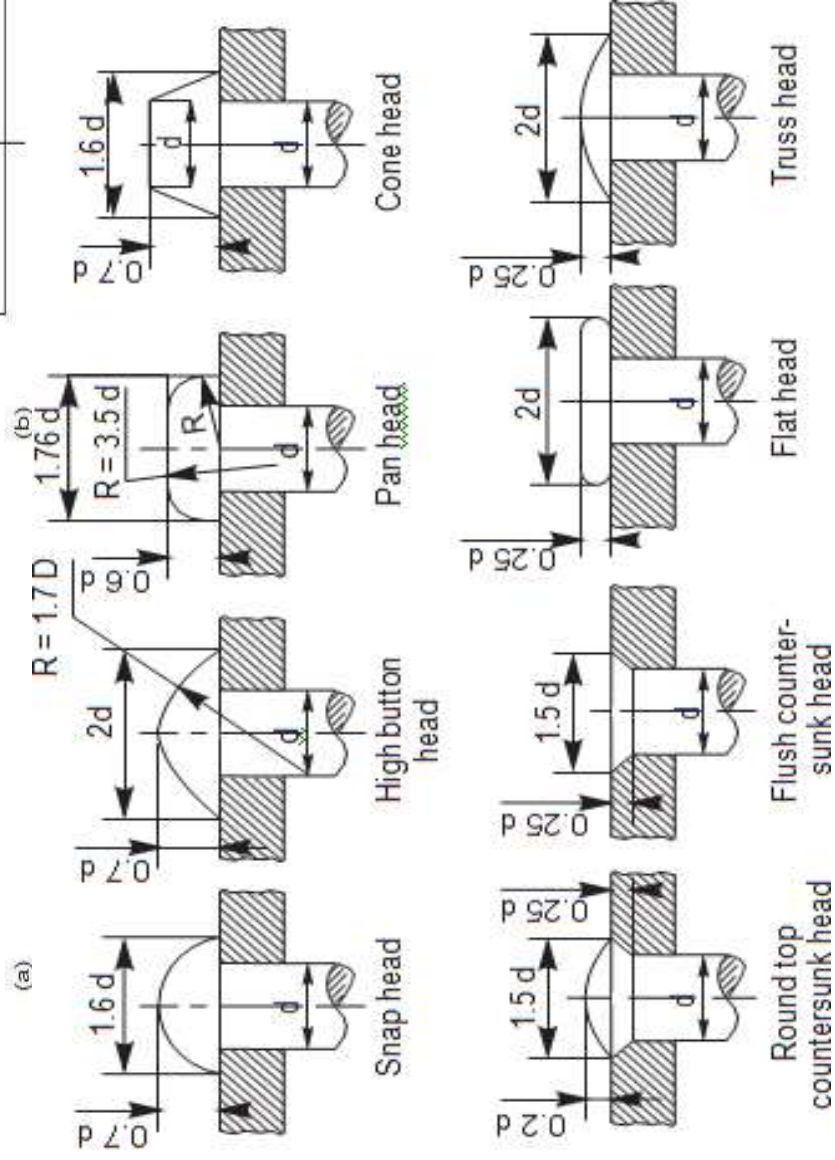 (a)
(b)
0.7 d
1.6 d
d
Snap head
0.7 d
2d
R = 1.7 D
d
High button
head
0.6 d
1.76 d
R = 3.5 d
R
d
Pan head
0.7 d
1.6 d
d
d
Cone head
0.2 d
1.5 d
0.25 d
d
Round top
countersunk head
0.25 d
1.5 d
d
Flush counter-
sunk head
0.25 d
2d
d
Flat head
0.25 d
2d
d
Truss head